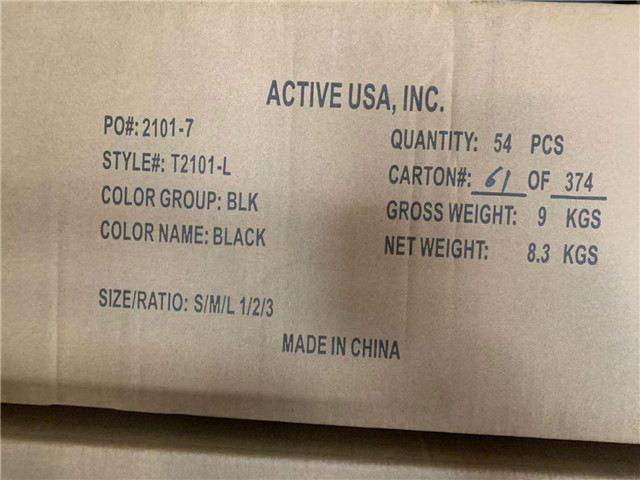 ACTIVE USA, INC.
PO#: 2101-7
STYLE#: T2101-L
COLOR GROUP: BLK
COLOR NAME: BLACK
SIZE/RATIO: S/M/L 1/2/3
QUANTITY: 54 PCS
CARTON#: 61 OF 374
GROSS WEIGHT: 9 KGS
NET WEIGHT: 8.3 KGS
MADE IN CHINA